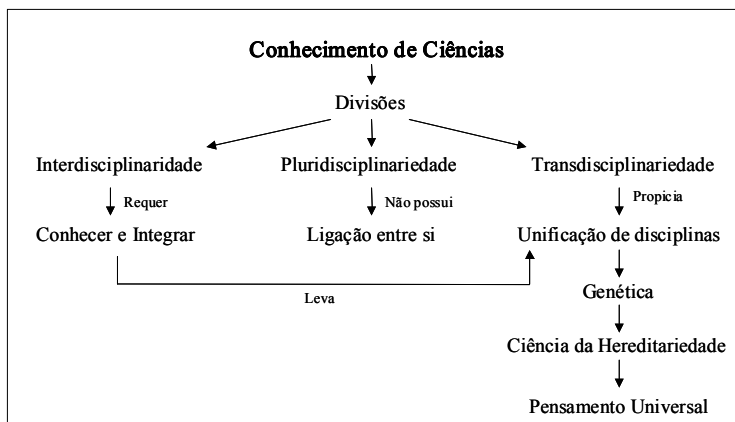 Conhecimento de Ciências
Divisões
Interdisciplinaridade Pluridisciplinariedade Transdisciplinariedade
Requer Não possui Propicia
Conhecer e Integrar Ligação entre si Unificação de disciplinas
Leva
Genética
Ciência da Hereditariedade
Pensamento Universal